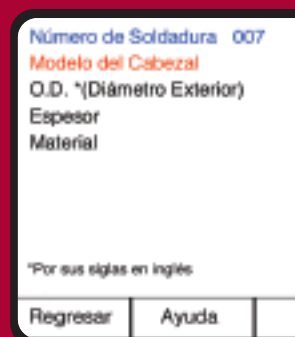 Número de Soldadura 007
Modelo del Cabezal
O.D. *(Diámetro Exterior)
Espesor
Material
*Por sus siglas en inglés
Regresar Ayuda